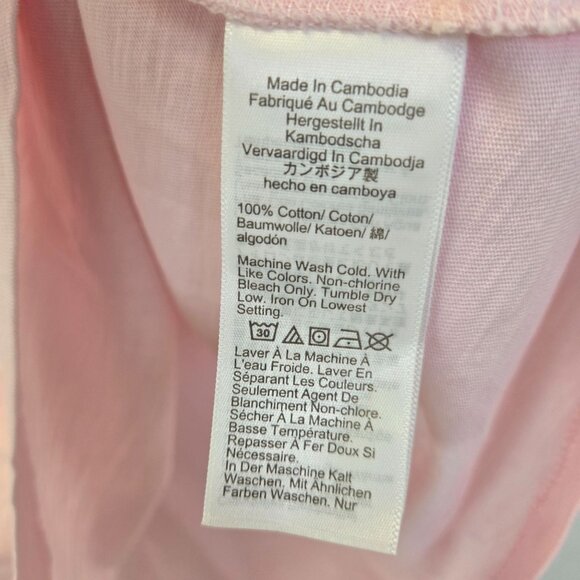 Made In Cambodia
Fabriqué Au Cambodge
Hergestellt In
Kambodscha
Vervaardigd In Cambodja
カンボジア製
hecho en camboya
100% Cotton/ Coton/
Baumwolle/ Katoen/ 綿/
algodón
Machine Wash Cold. With
Like Colors. Non-chlorine
Bleach Only. Tumble Dry
Low. Iron On Lowest
Setting.
30
Laver À La Machine À
L'eau Froide. Laver En
Séparant Les Couleurs.
Seulement Agent De
Blanchiment Non-chlore.
Sécher À La Machine À
Basse Température.
Repasser À Fer Doux Si
Nécessaire.
In Der Maschine Kalt
Waschen. Mit Ähnlichen
Farben Waschen. Nur